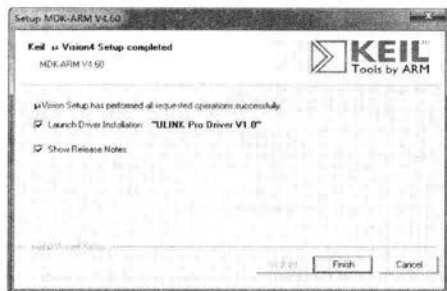 Setup MDK-ARM V4.60
Keil µVision4 Setup completed
MDK-ARM V4.60
KEIL™
Tools by ARM
µVision Setup has performed all requested operations successfully.
Launch Driver Installation: "ULINK Pro Driver V1.0"
Show Release Notes.
Finish
Cancel